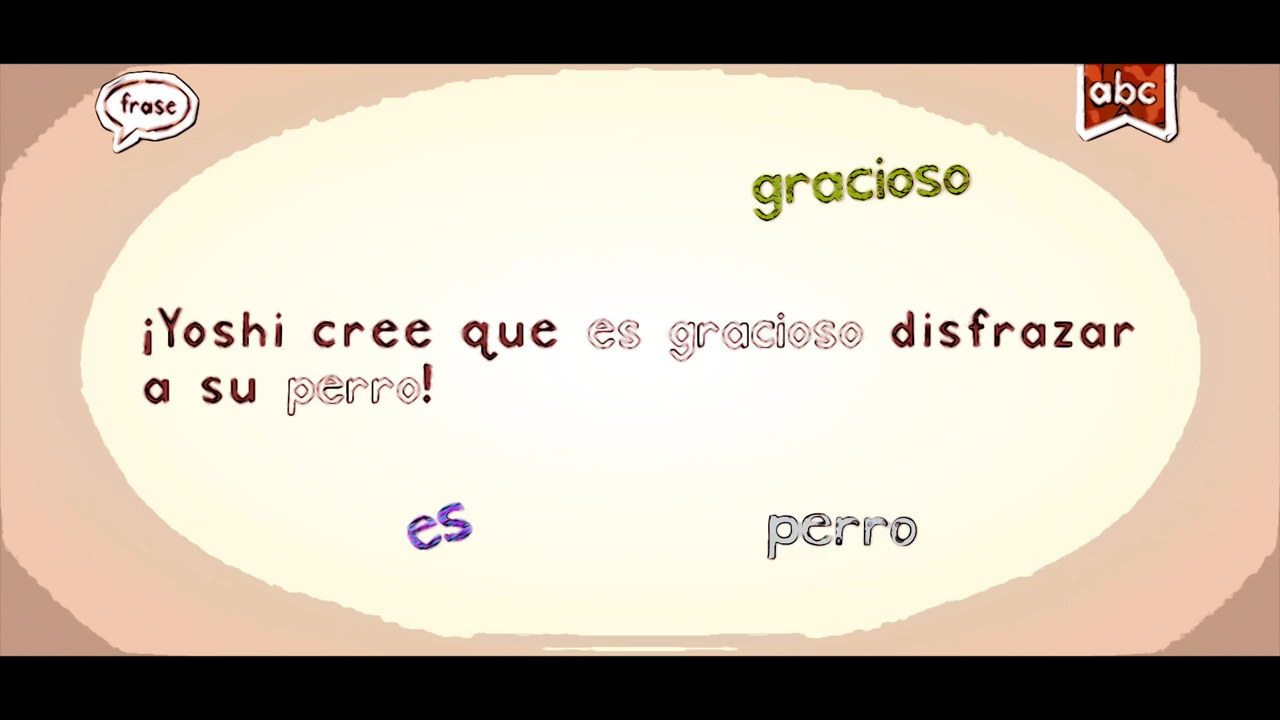 frase
abc
gracioso
¡Yoshi cree que es gracioso disfrazar
a su perro!
es perro